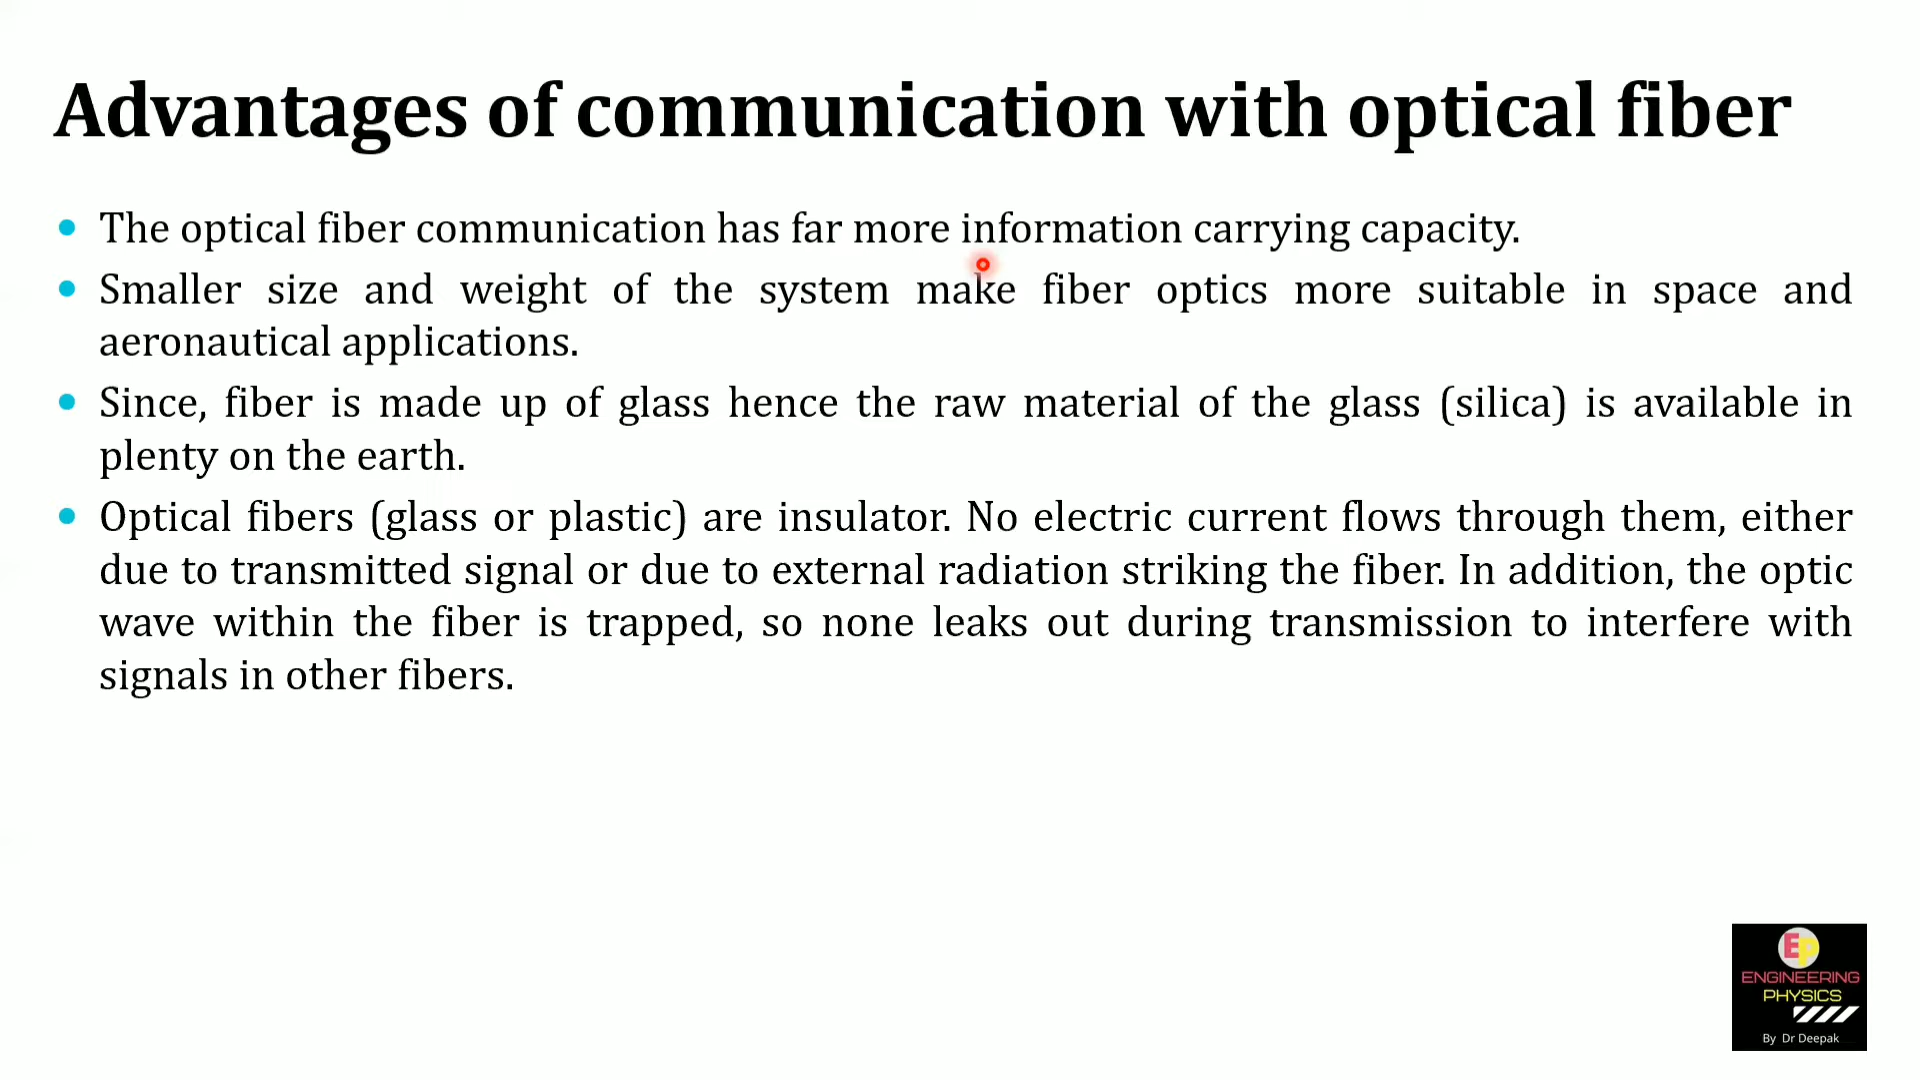 Advantages of communication with optical fiber
• The optical fiber communication has far more information carrying capacity.
• Smaller size and weight of the system make fiber optics more suitable in space and
aeronautical applications.
• Since, fiber is made up of glass hence the raw material of the glass (silica) is available in
plenty on the earth.
• Optical fibers (glass or plastic) are insulator. No electric current flows through them, either
due to transmitted signal or due to external radiation striking the fiber. In addition, the optic
wave within the fiber is trapped, so none leaks out during transmission to interfere with
signals in other fibers.
Ep
ENGINEERING
PHYSICS
By Dr Deepak